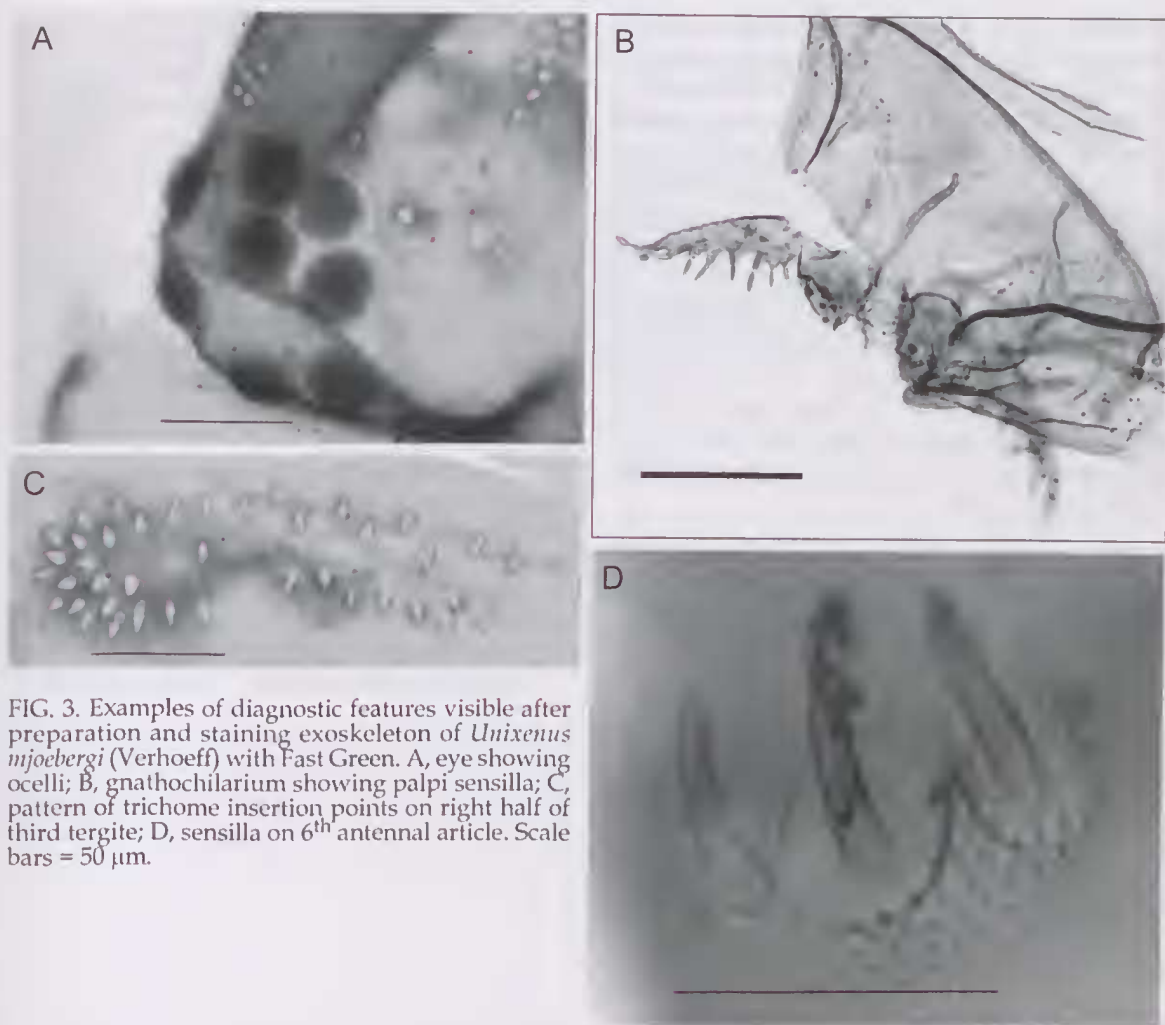 A
B
C
D
FIG. 3. Examples of diagnostic features visible after
preparation and staining exoskeleton of Unixenus
mjoebergi (Verhoeff) with Fast Green. A, eye showing
ocelli; B, gnathochilarium showing palpi sensilla; C,
pattern of trichome insertion points on right half of
third tergite; D, sensilla on 6th antennal article. Scale
bars = 50 μm.